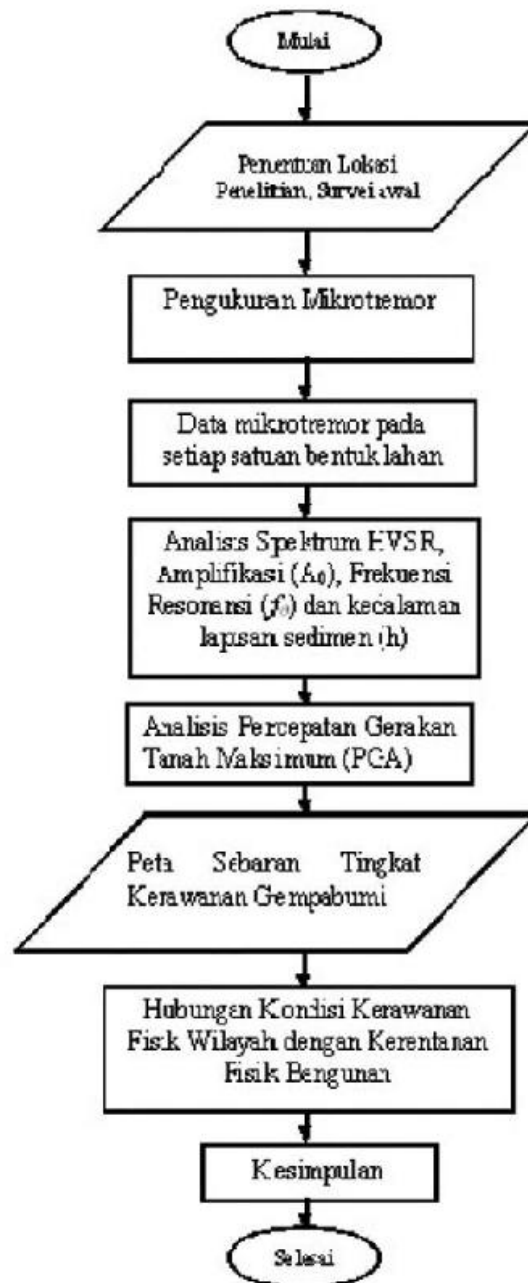 Mulai
Penentuan Lokasi
Penelitian, Survei awal
Pengukuran Mikrotremor
Data mikrotremor pada
setiap satuan bentuk lahan
Analisis Spektrum HVSR,
Amplifikasi (A₀), Frekuensi
Resonansi (f₀) dan kedalaman
lapisan sedimen (h)
Analisis Percepatan Gerakan
Tanah Maksimum (PGA)
Peta Sebaran Tingkat
Kerawanan Gempabumi
Hubungan Kondisi Kerawanan
Fisik Wilayah dengan Kerentanan
Fisik Bangunan
Kesimpulan
Selesai